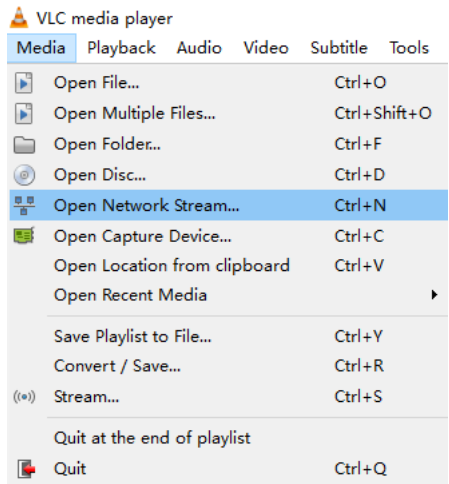 VLC media player
Media Playback Audio Video Subtitle Tools
Open File... Ctrl+O
Open Multiple Files... Ctrl+Shift+O
Open Folder... Ctrl+F
Open Disc... Ctrl+D
Open Network Stream... Ctrl+N
Open Capture Device... Ctrl+C
Open Location from clipboard Ctrl+V
Open Recent Media
Save Playlist to File... Ctrl+Y
Convert / Save... Ctrl+R
Stream... Ctrl+S
Quit at the end of playlist
Quit Ctrl+Q